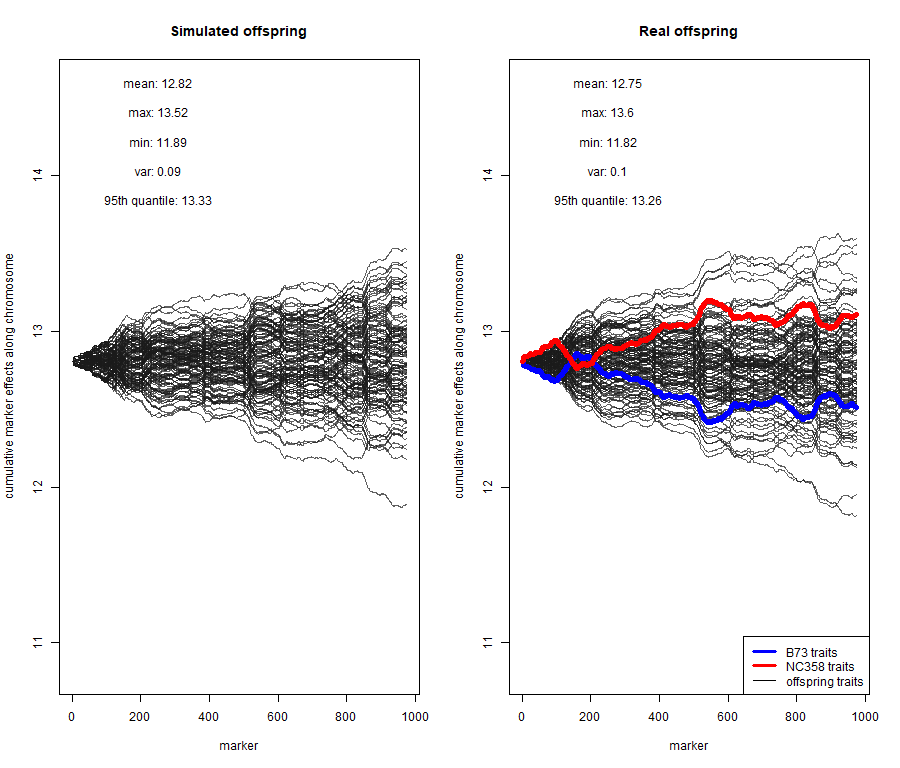 Simulated offspring
mean: 12.82
max: 13.52
min: 11.89
var: 0.09
95th quantile: 13.33
cumulative marker effects along chromosome
14
13
12
11
0 200 400 600 800 1000
marker
Real offspring
mean: 12.75
max: 13.6
min: 11.82
var: 0.1
95th quantile: 13.26
cumulative marker effects along chromosome
14
13
12
11
B73 traits
NC358 traits
offspring traits
0 200 400 600 800 1000
marker